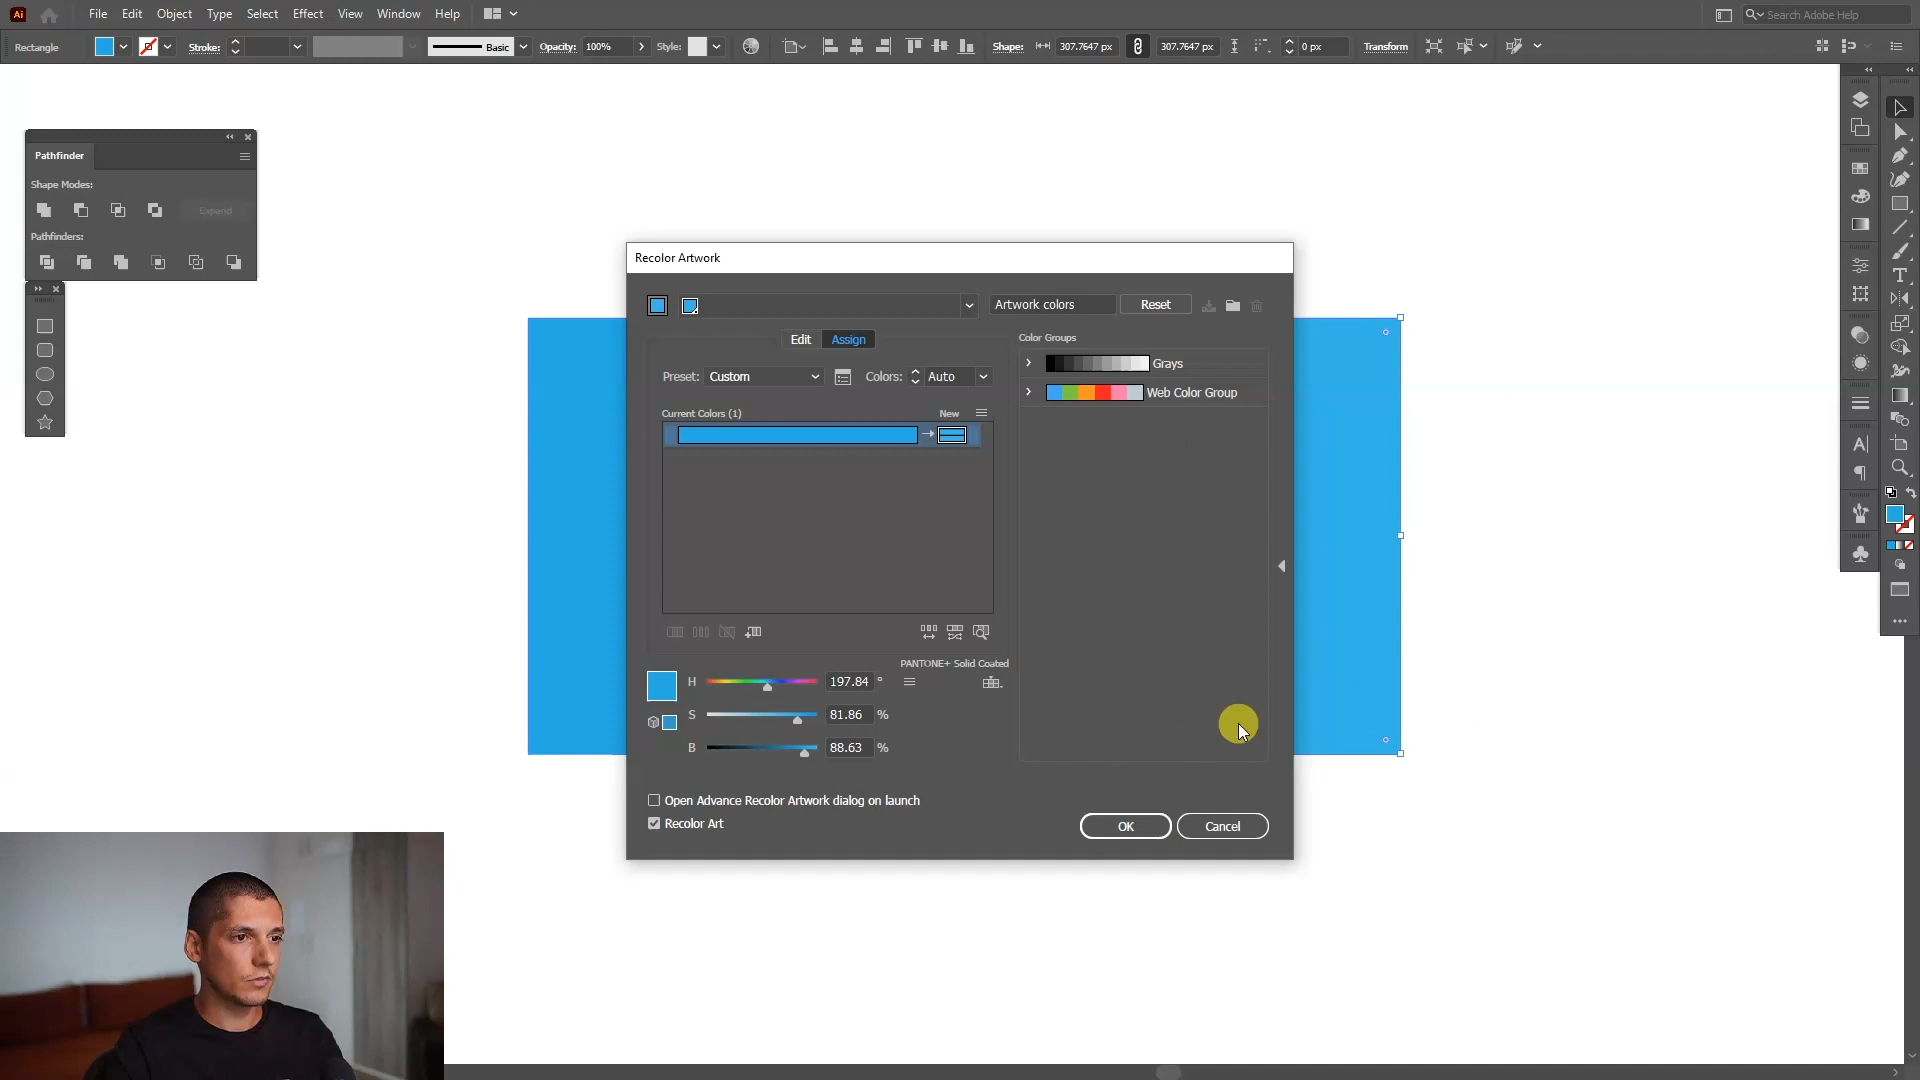 Ai File Edit Object Type Select Effect View Window Help Search Adobe Help
Rectangle Stroke: Basic Opacity: 100% Style: Shape: 307.7647 px 307.7647 px 0 px Transform
Pathfinder
Shape Modes:
Expand
Pathfinders:
Recolor Artwork
Artwork colors Reset
Edit Assign
Color Groups
Preset: Custom Colors: Auto
Grays
Web Color Group
Current Colors (1) New
PANTONE+ Solid Coated
H 197.84 °
S 81.86 %
B 88.63 %
Open Advance Recolor Artwork dialog on launch
Recolor Art
OK Cancel